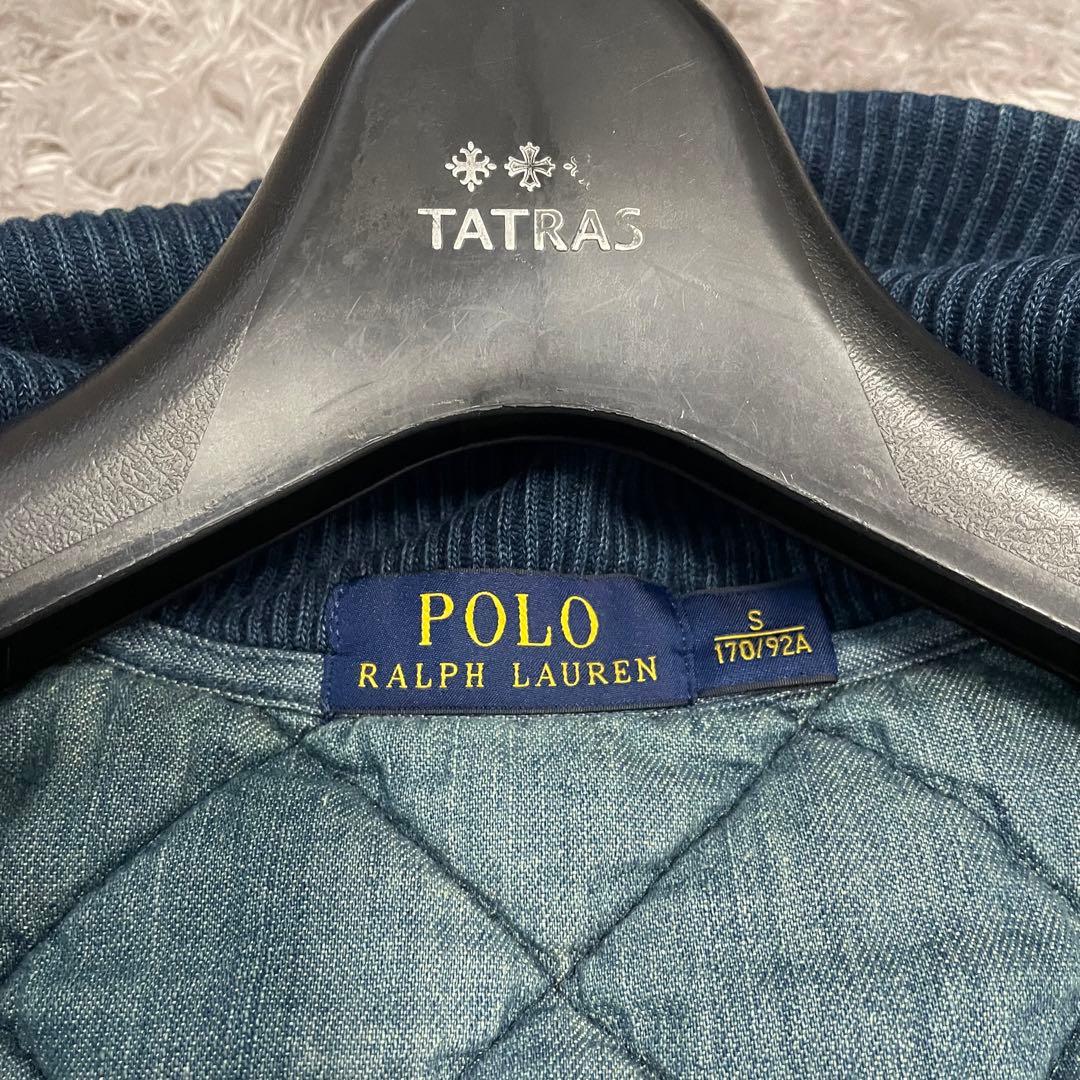 TATRAS
POLO
RALPH LAUREN
S
170/92A